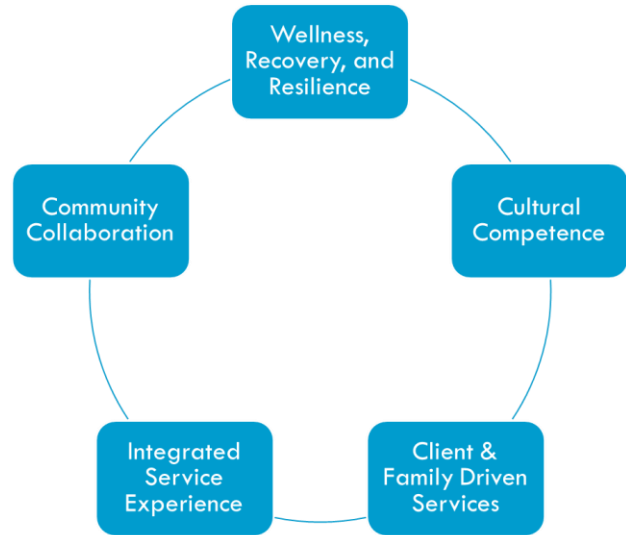 Wellness,
Recovery, and
Resilience
Cultural
Competence
Client &
Family Driven
Services
Integrated
Service
Experience
Community
Collaboration